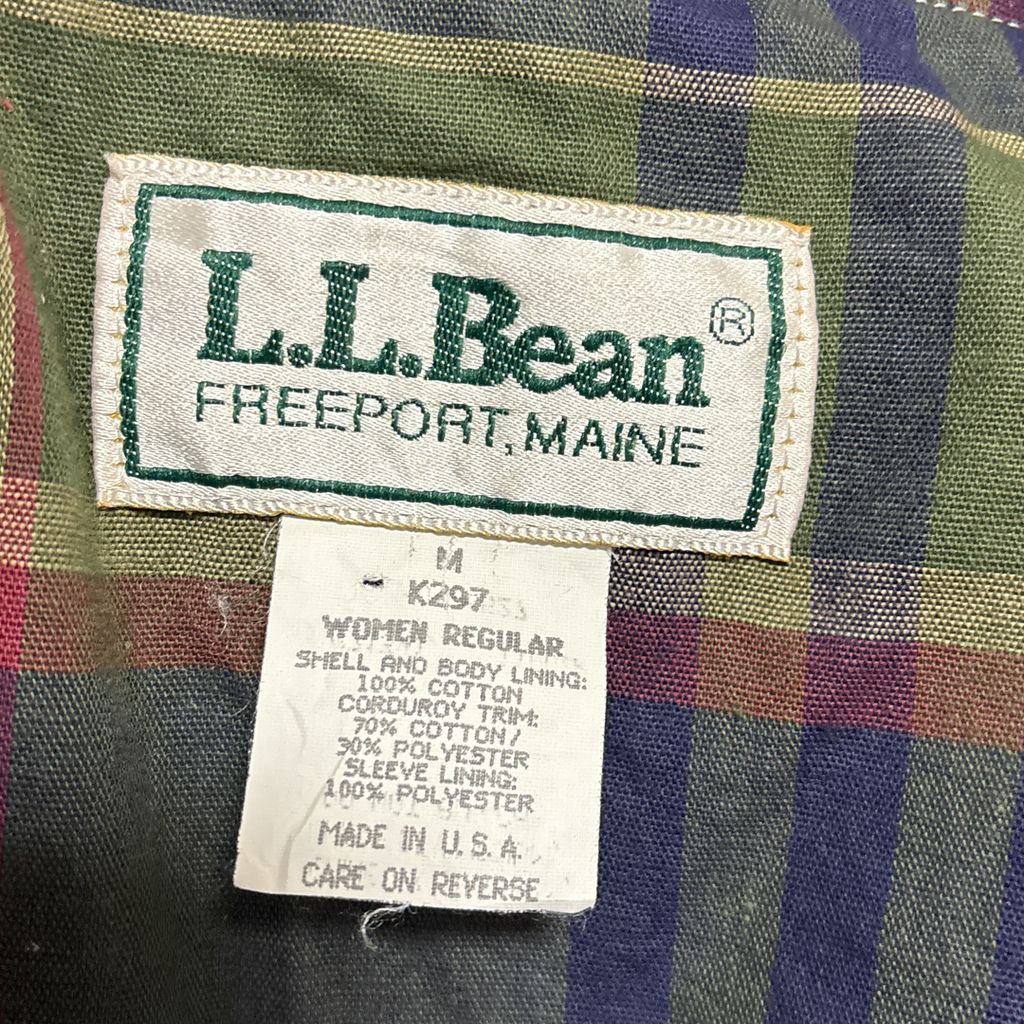 L.L.Bean®
FREEPORT, MAINE
M
K297
WOMEN REGULAR
SHELL AND BODY LINING:
100% COTTON
CORDUROY TRIM:
70% COTTON/
30% POLYESTER
SLEEVE LINING:
100% POLYESTER
MADE IN U.S.A.
CARE ON REVERSE